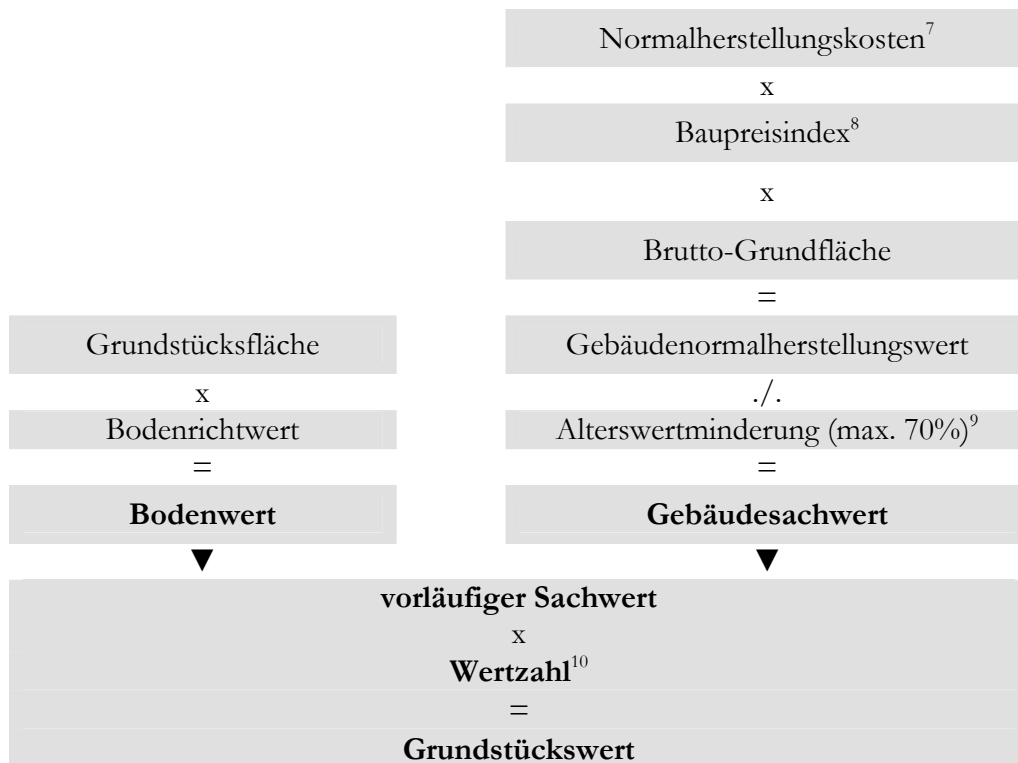 Normalherstellungskosten7
x
Baupreisindex8
x
Brutto-Grundfläche
=
Grundstücksfläche
x
Bodenrichtwert
=
Bodenwert
▼
Gebäudenormalherstellungswert
./.
Alterswertminderung (max. 70%)9
=
Gebäudesachwert
▼
vorläufiger Sachwert
x
Wertzahl10
=
Grundstückswert